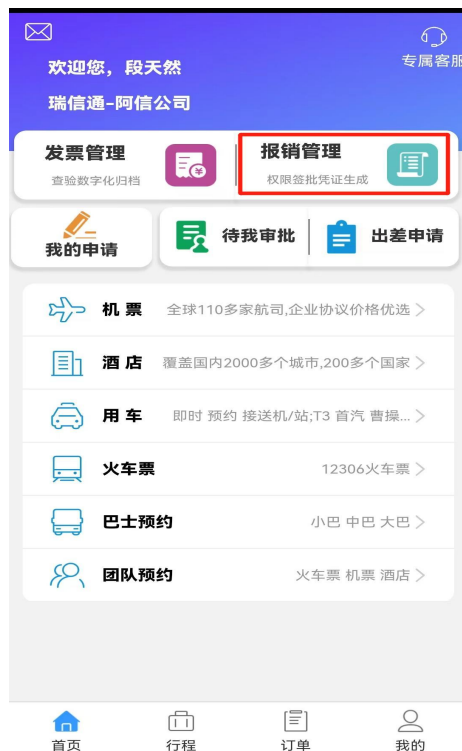 专属客服
欢迎您，段天然
瑞信通-阿信公司
发票管理
查验数字化归档
报销管理
权限签批凭证生成
我的申请
待我审批
出差申请
机票 全球110多家航司,企业协议价格优选
酒店 覆盖国内2000多个城市,200多个国家
用车 即时 预约 接送机/站;T3 首汽 曹操...
火车票 12306火车票
巴士预约 小巴 中巴 大巴
团队预约 火车票 机票 酒店
首页 行程 订单 我的